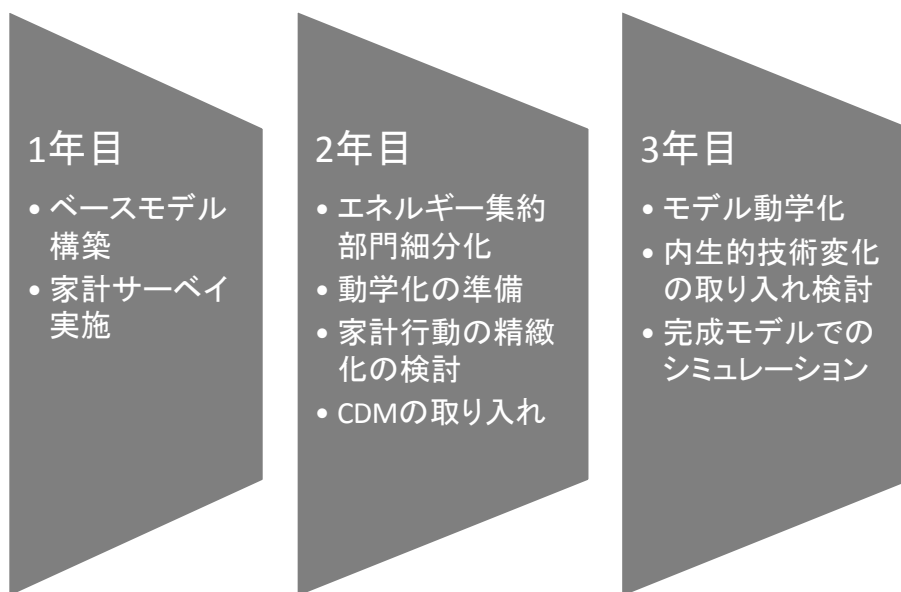 1年目
• ベースモデル
構築
• 家計サーベイ
実施
2年目
• エネルギー集約
部門細分化
• 動学化の準備
• 家計行動の精緻
化の検討
• CDMの取り入れ
3年目
• モデル動学化
• 内生的技術変化
の取り入れ検討
• 完成モデルでの
シミュレーション